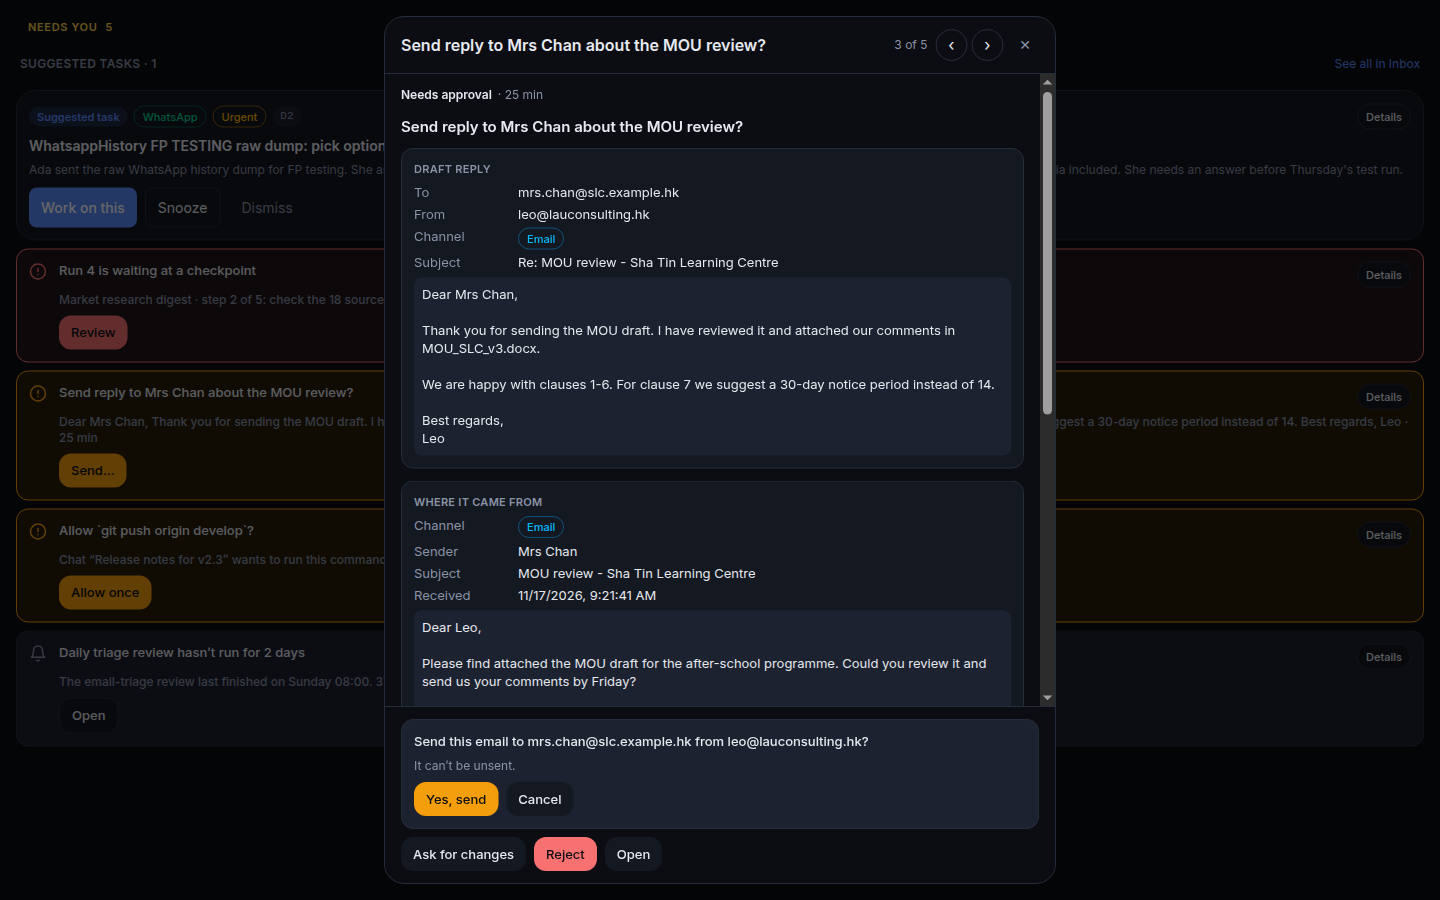 NEEDS YOU 5
SUGGESTED TASKS · 1
See all in Inbox
Suggested task
WhatsApp
Urgent
D2
Details
WhatsappHistory FP TESTING raw dump: pick option
Ada sent the raw WhatsApp history dump for FP testing. She as
included. She needs an answer before Thursday's test run.
Work on this
Snooze
Dismiss
Run 4 is waiting at a checkpoint
Details
Market research digest · step 2 of 5: check the 18 source
Review
Send reply to Mrs Chan about the MOU review?
Details
Dear Mrs Chan, Thank you for sending the MOU draft. I h
ggest a 30-day notice period instead of 14. Best regards, Leo ·
25 min
Send...
Allow `git push origin develop`?
Details
Chat “Release notes for v2.3” wants to run this command
Allow once
Daily triage review hasn’t run for 2 days
Details
The email-triage review last finished on Sunday 08:00. 3
Open
Send reply to Mrs Chan about the MOU review?
3 of 5
‹
›
×
Needs approval · 25 min
Send reply to Mrs Chan about the MOU review?
DRAFT REPLY
To mrs.chan@slc.example.hk
From leo@lauconsulting.hk
Channel Email
Subject Re: MOU review - Sha Tin Learning Centre
Dear Mrs Chan,
Thank you for sending the MOU draft. I have reviewed it and attached our comments in
MOU_SLC_v3.docx.
We are happy with clauses 1-6. For clause 7 we suggest a 30-day notice period instead of 14.
Best regards,
Leo
WHERE IT CAME FROM
Channel Email
Sender Mrs Chan
Subject MOU review - Sha Tin Learning Centre
Received 11/17/2026, 9:21:41 AM
Dear Leo,
Please find attached the MOU draft for the after-school programme. Could you review it and
send us your comments by Friday?
Send this email to mrs.chan@slc.example.hk from leo@lauconsulting.hk?
It can’t be unsent.
Yes, send
Cancel
Ask for changes
Reject
Open